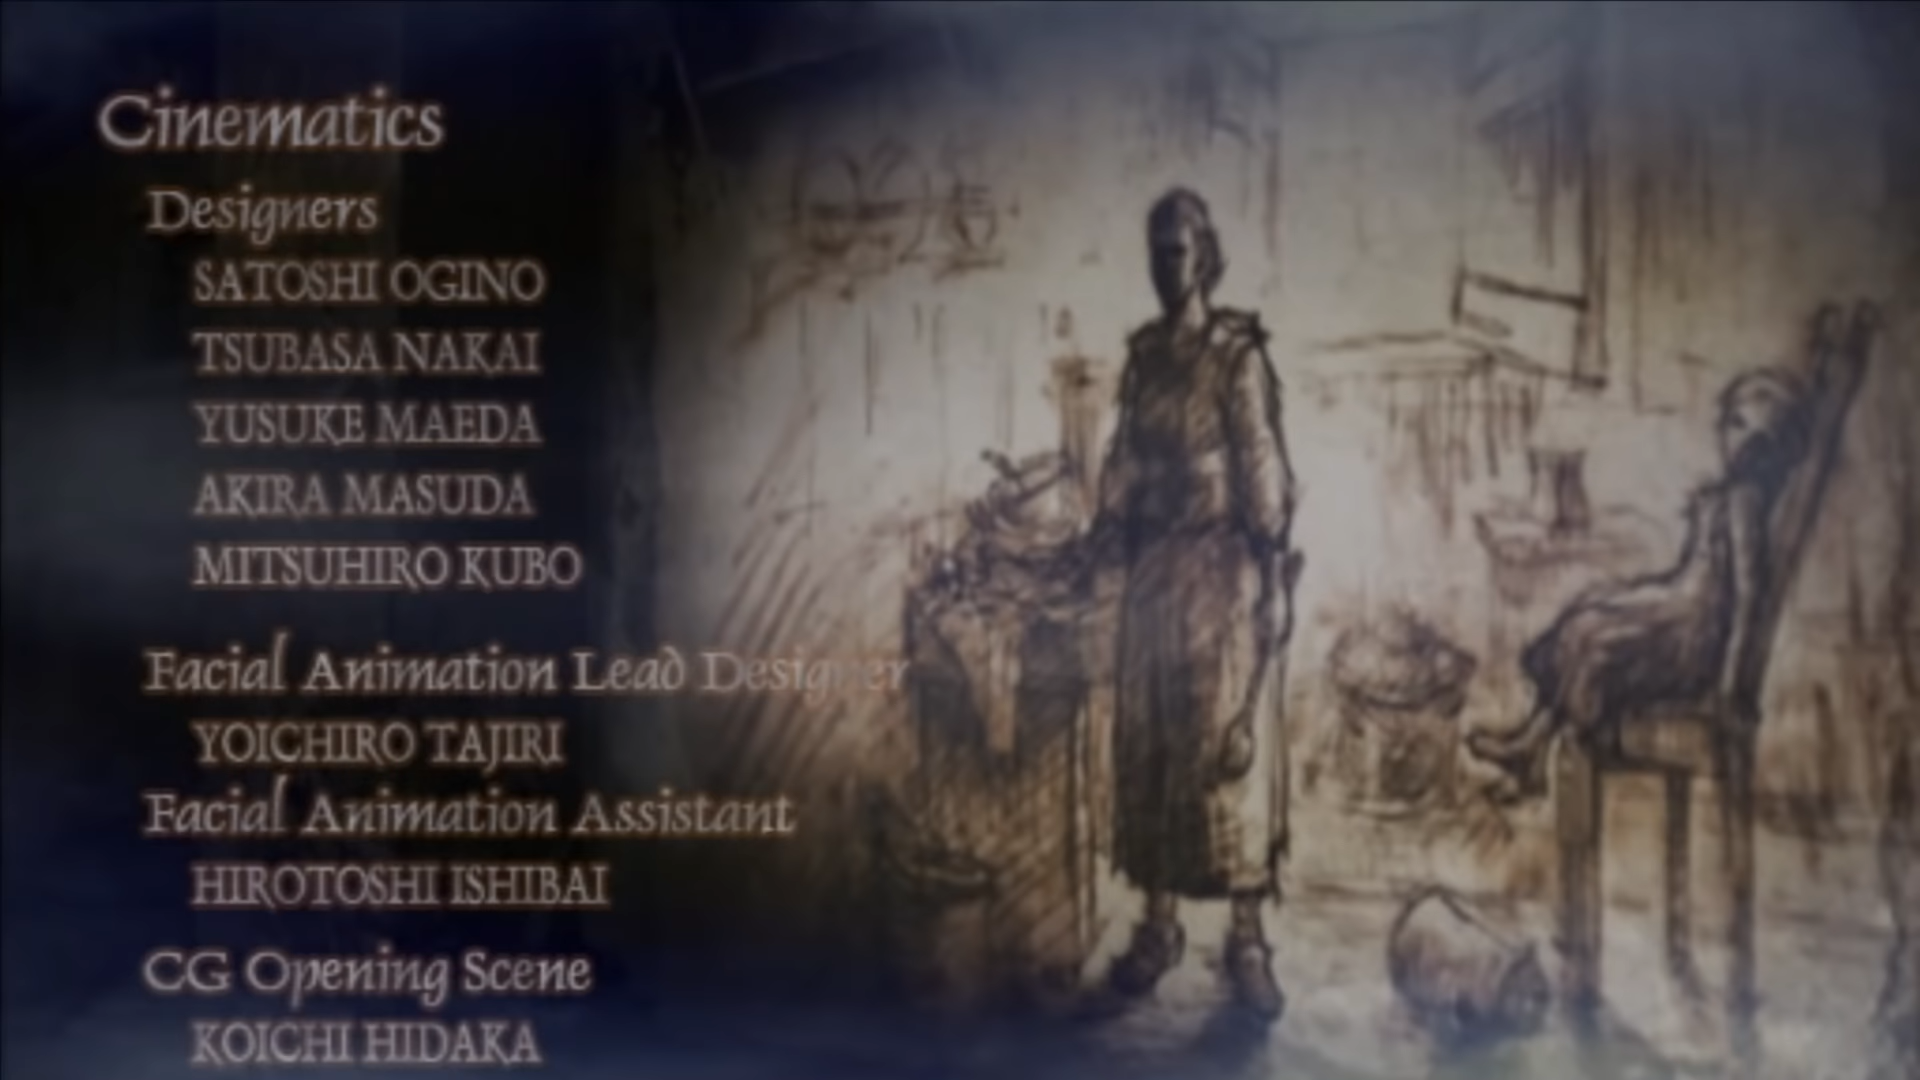 Cinematics
Designers
SATOSHI OGINO
TSUBASA NAKAI
YUSUKE MAEDA
AKIRA MASUDA
MITSUHIRO KUBO
Facial Animation Lead Designer
YOICHIRO TAJIRI
Facial Animation Assistant
HIROTOSHI ISHIBAI
CG Opening Scene
KOICHI HIDAKA